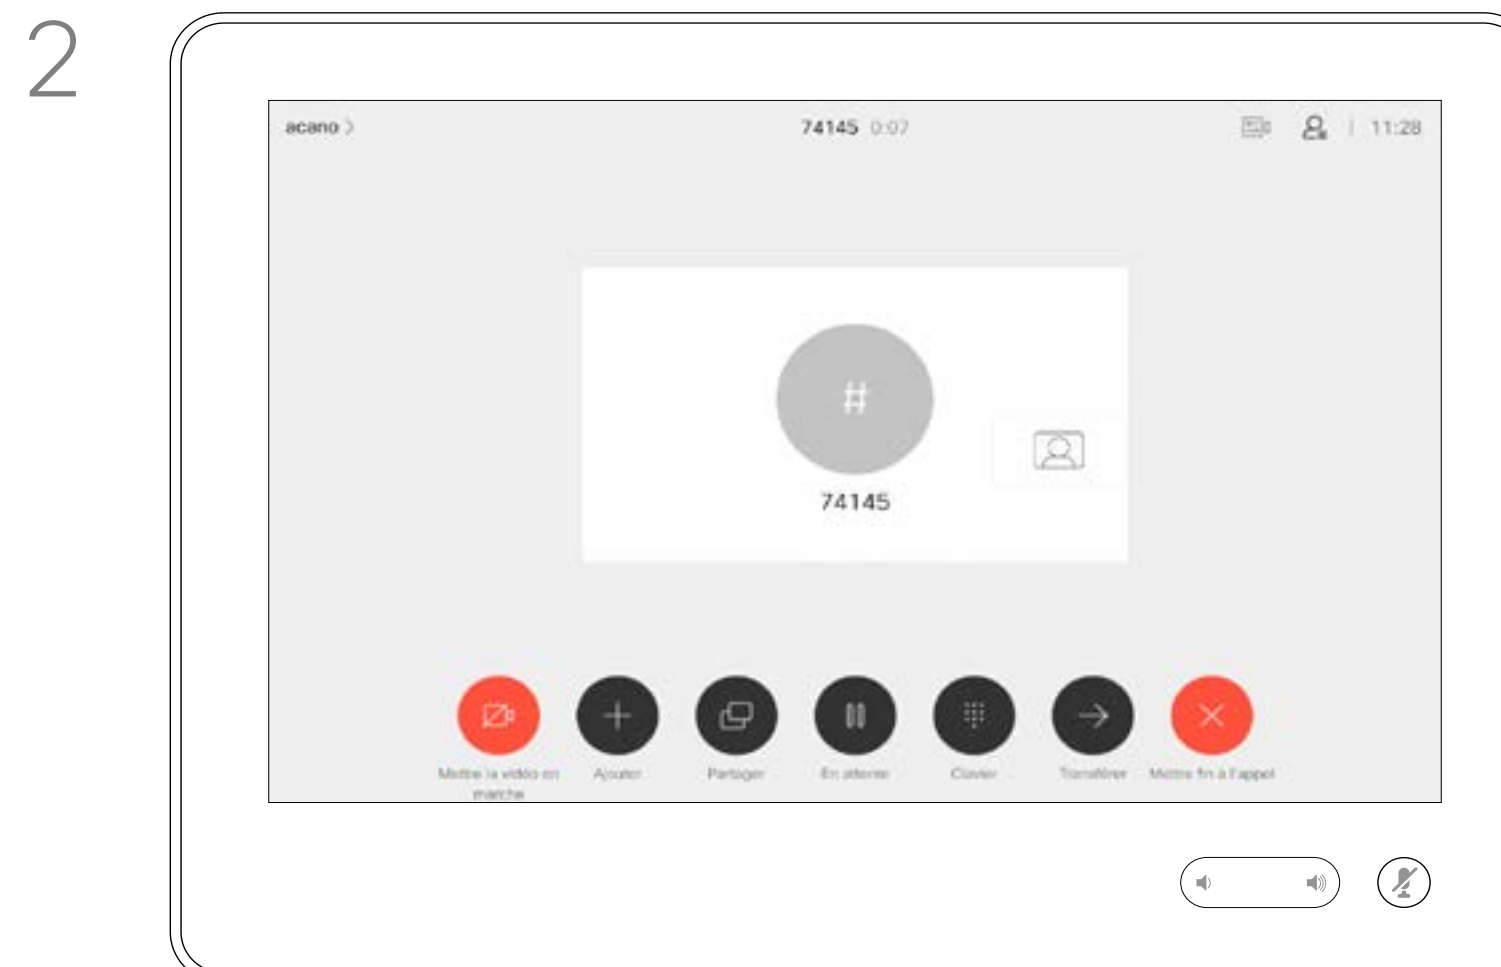 2
acano >
74145 0:07
11:28
#
74145
Mettre la vidéo en
marche
Ajouter
Partager
En attente
Clavier
Transférer
Mettre fin à l'appel